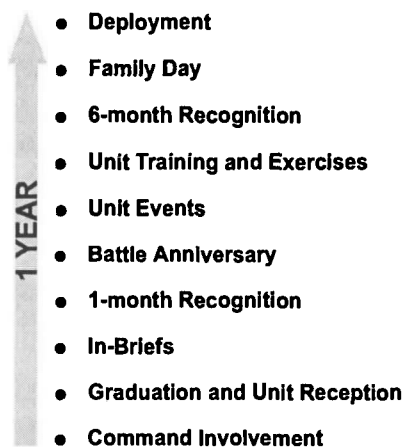 1 YEAR
• Deployment
• Family Day
• 6-month Recognition
• Unit Training and Exercises
• Unit Events
• Battle Anniversary
• 1-month Recognition
• In-Briefs
• Graduation and Unit Reception
• Command Involvement